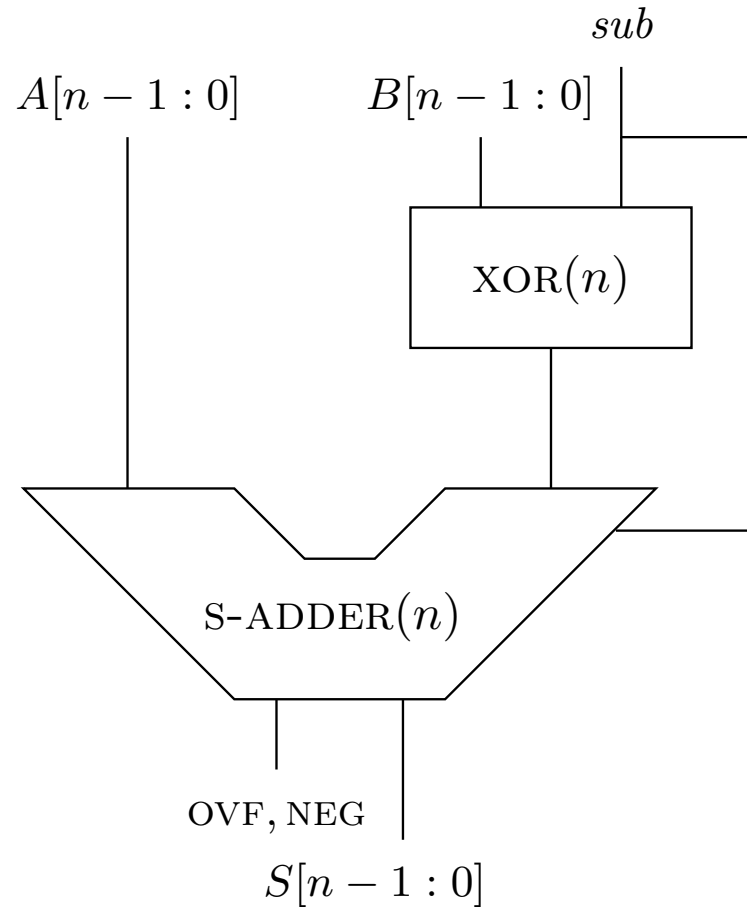 sub
A[n − 1 : 0]
B[n − 1 : 0]
XOR(n)
S-ADDER(n)
OVF, NEG
S[n − 1 : 0]